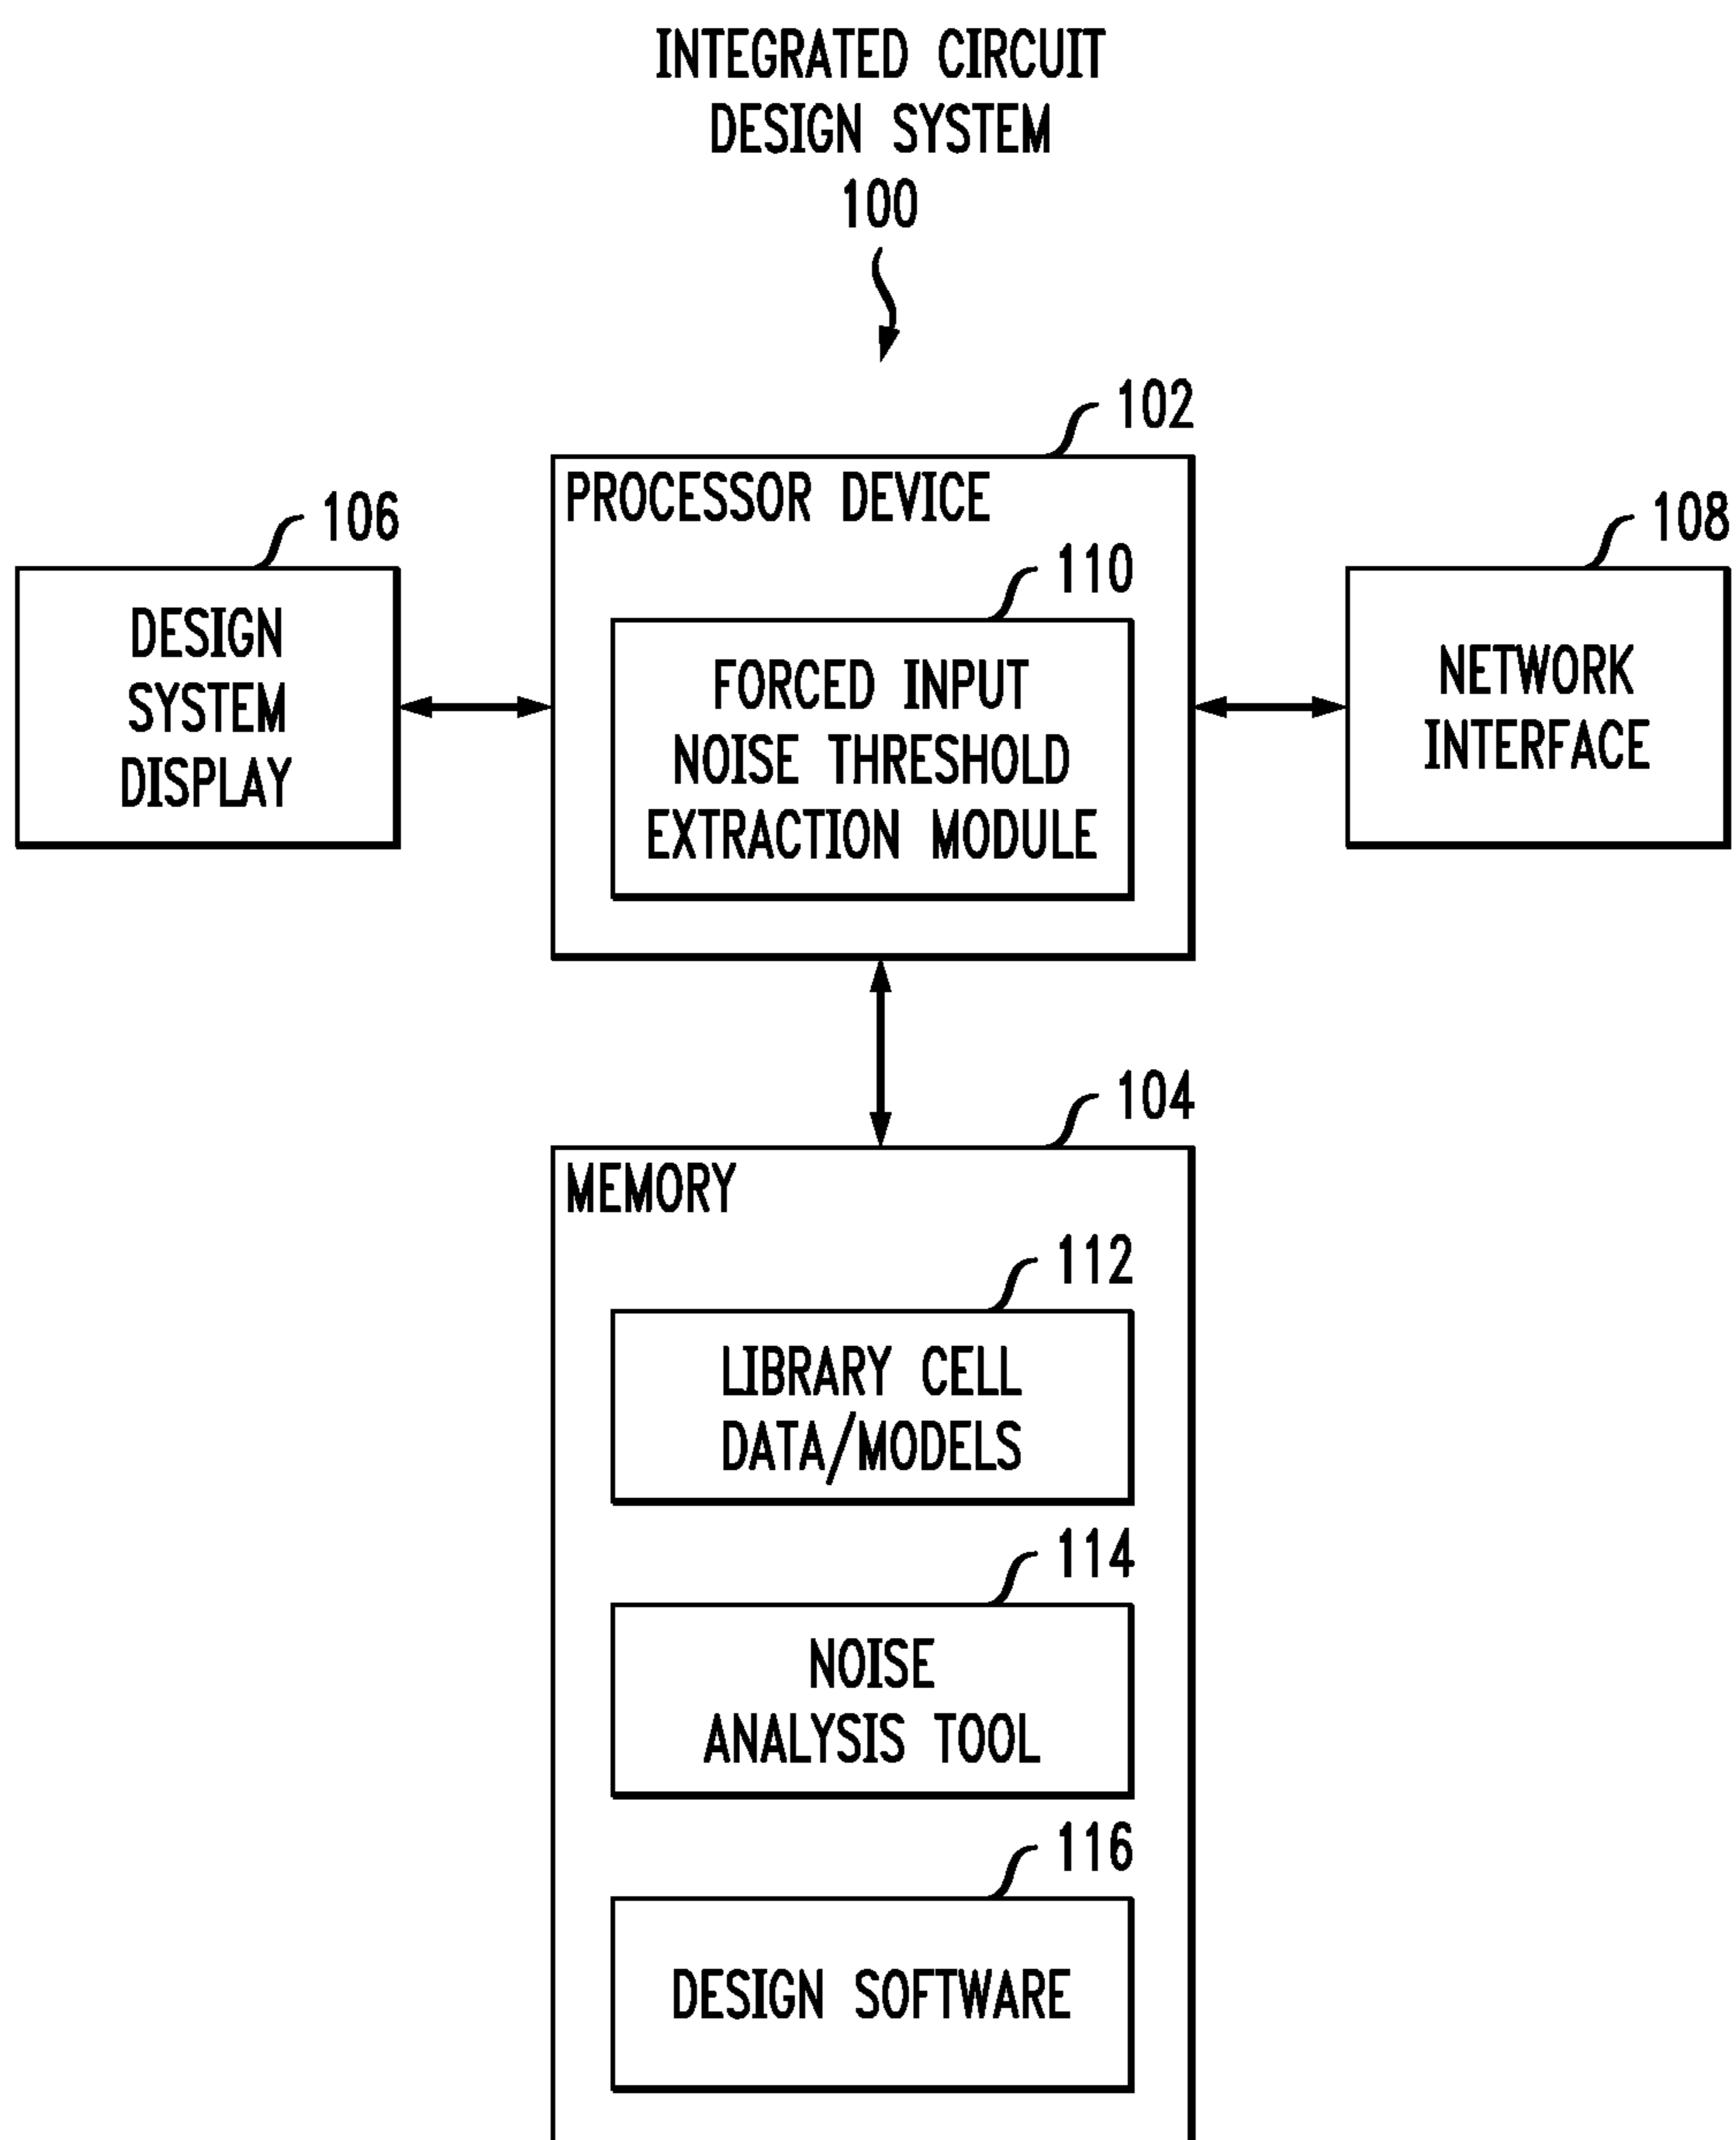 INTEGRATED CIRCUIT
DESIGN SYSTEM
100
102
PROCESSOR DEVICE
106
108
110
DESIGN
SYSTEM
DISPLAY
FORCED INPUT
NOISE THRESHOLD
EXTRACTION MODULE
NETWORK
INTERFACE
104
MEMORY
112
LIBRARY CELL
DATA/MODELS
114
NOISE
ANALYSIS TOOL
116
DESIGN SOFTWARE